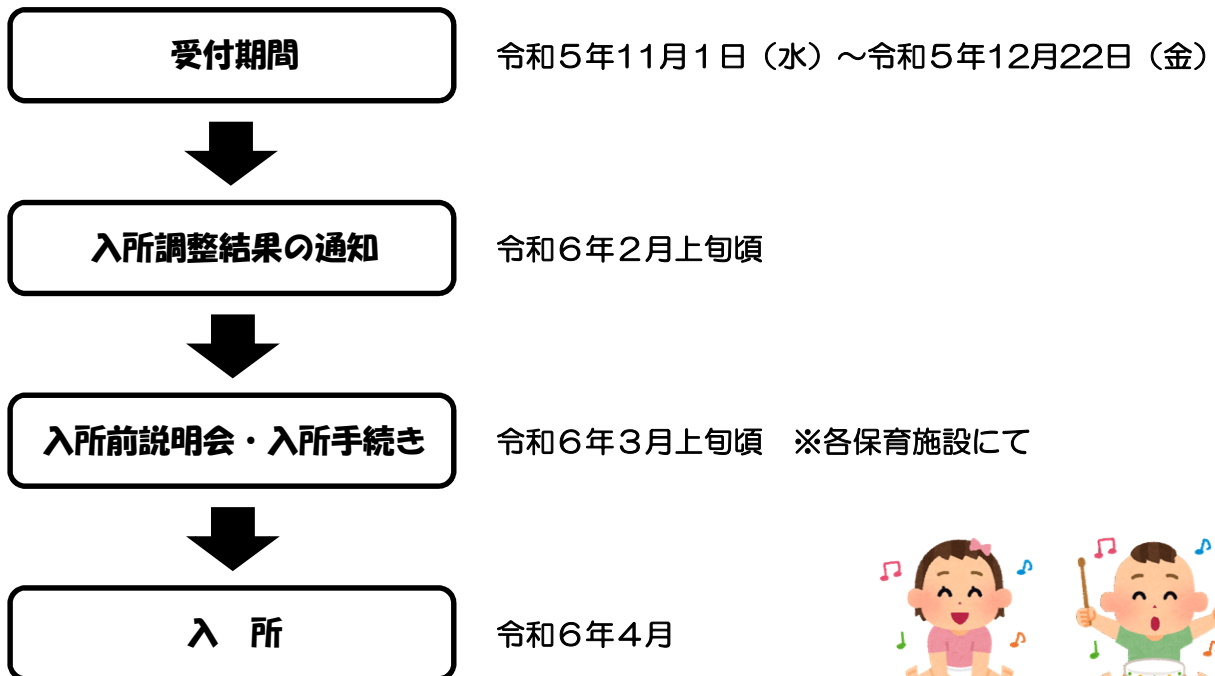 受付期間　令和５年11月１日（水）～令和５年12月22日（金）
入所調整結果の通知　令和６年２月上旬頃
入所前説明会・入所手続き　令和６年３月上旬頃　※各保育施設にて
入　所　令和６年４月